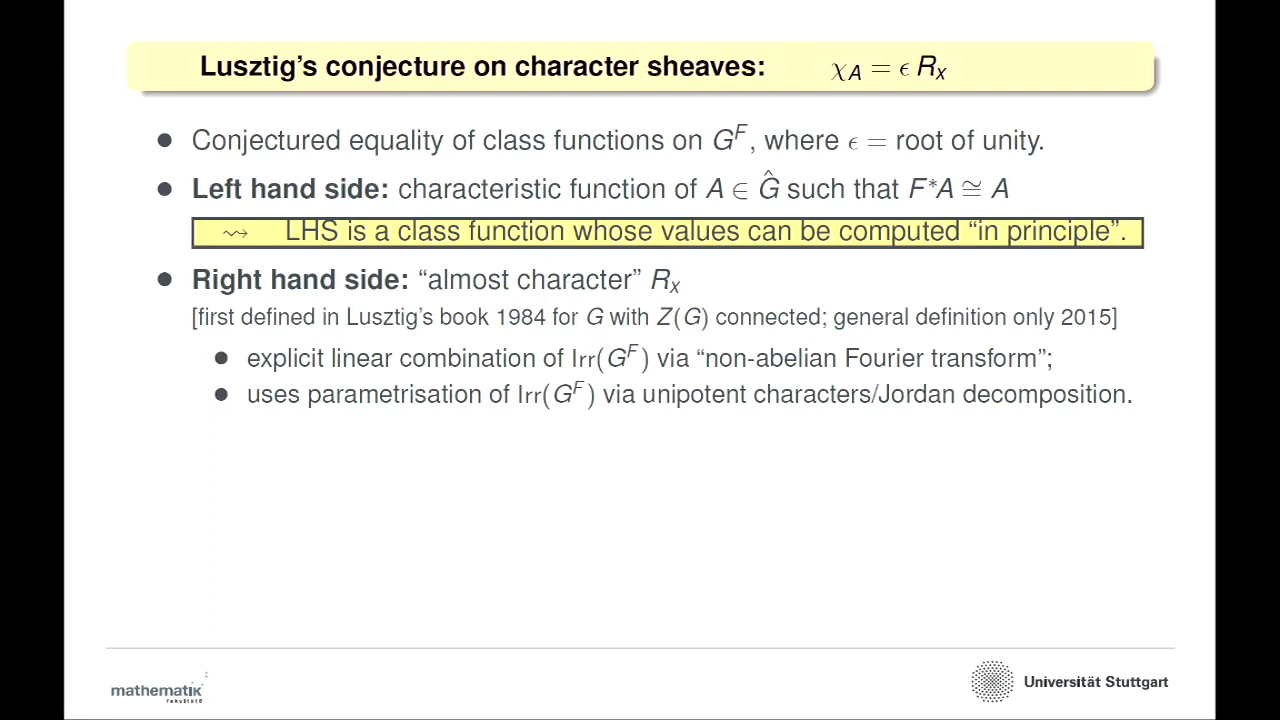 Lusztig's conjecture on character sheaves: χ_A = ϵ R_x
• Conjectured equality of class functions on G^F, where ϵ = root of unity.
• Left hand side: characteristic function of A ∈ Ĝ such that F*A ≅ A
⇝ LHS is a class function whose values can be computed “in principle”.
• Right hand side: “almost character” R_x
[first defined in Lusztig's book 1984 for G with Z(G) connected; general definition only 2015]
• explicit linear combination of Irr(G^F) via “non-abelian Fourier transform”;
• uses parametrisation of Irr(G^F) via unipotent characters/Jordan decomposition.
mathematik
fakultät
Universität Stuttgart